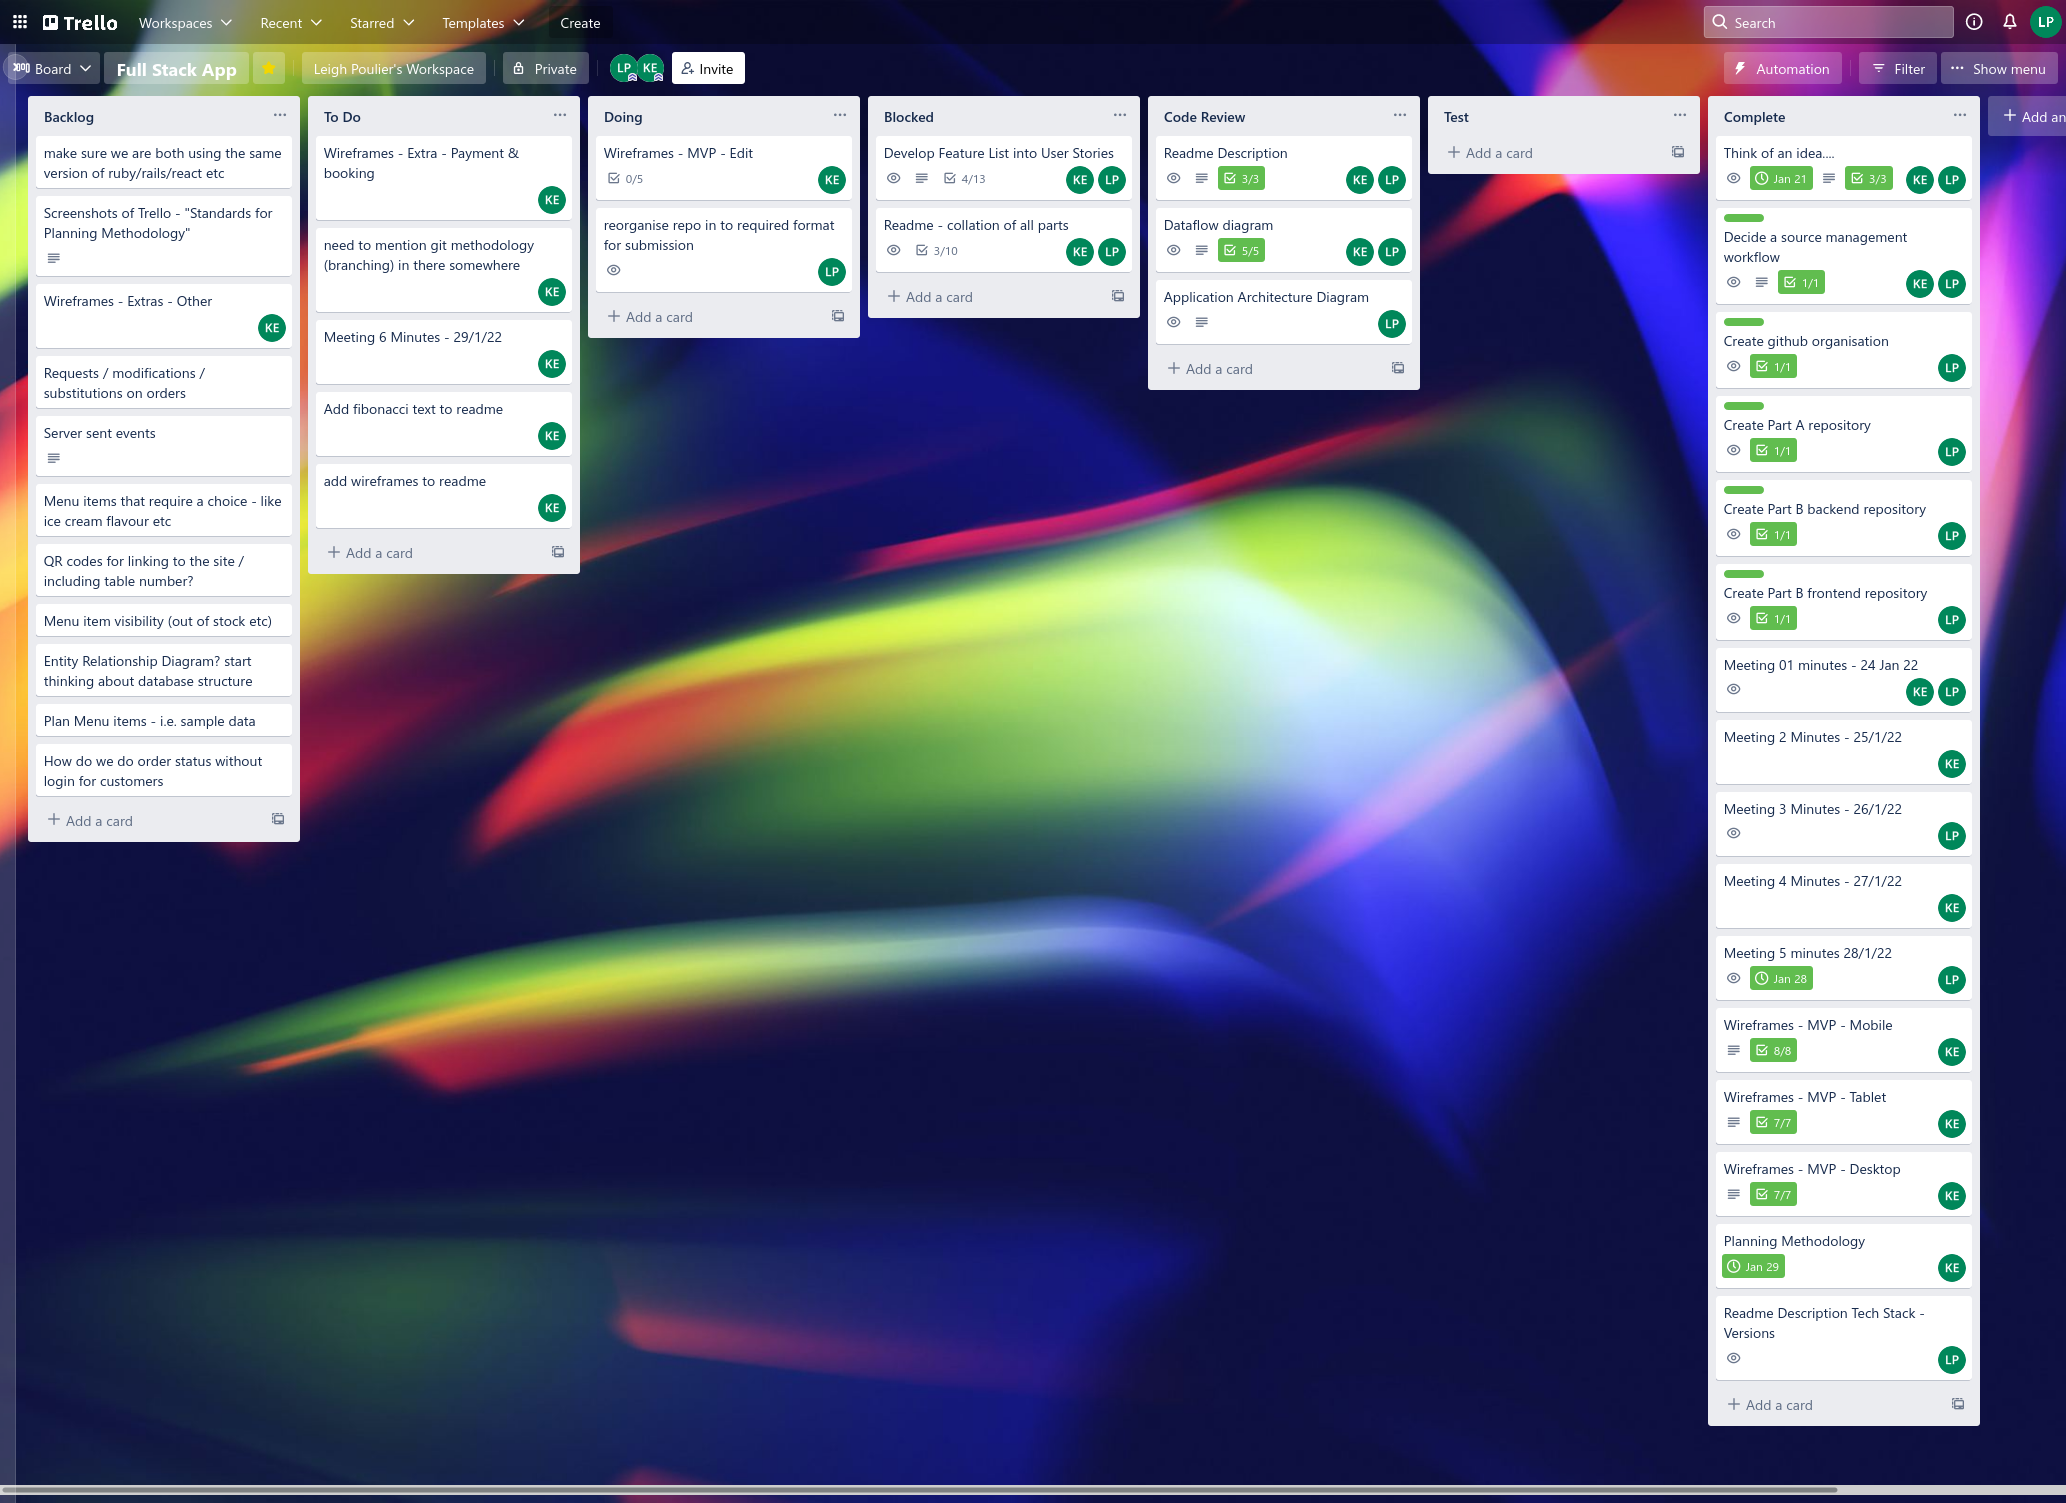 Trello
Workspaces
Recent
Starred
Templates
Create
Search
LP
Board
Full Stack App
Leigh Poulier's Workspace
Private
LP
KE
Invite
Automation
Filter
Show menu
Backlog
make sure we are both using the same
version of ruby/rails/react etc
Screenshots of Trello - "Standards for
Planning Methodology"
Wireframes - Extras - Other
KE
Requests / modifications /
substitutions on orders
Server sent events
Menu items that require a choice - like
ice cream flavour etc
QR codes for linking to the site /
including table number?
Menu item visibility (out of stock etc)
Entity Relationship Diagram? start
thinking about database structure
Plan Menu items - i.e. sample data
How do we do order status without
login for customers
Add a card
To Do
Wireframes - Extra - Payment &
booking
KE
need to mention git methodology
(branching) in there somewhere
KE
Meeting 6 Minutes - 29/1/22
KE
Add fibonacci text to readme
KE
add wireframes to readme
KE
Add a card
Doing
Wireframes - MVP - Edit
0/5
KE
reorganise repo in to required format
for submission
LP
Add a card
Blocked
Develop Feature List into User Stories
4/13
KE
LP
Readme - collation of all parts
3/10
KE
LP
Add a card
Code Review
Readme Description
3/3
KE
LP
Dataflow diagram
5/5
KE
LP
Application Architecture Diagram
LP
Add a card
Test
Add a card
Complete
Think of an idea....
Jan 21
3/3
KE
LP
Decide a source management
workflow
1/1
KE
LP
Create github organisation
1/1
LP
Create Part A repository
1/1
LP
Create Part B backend repository
1/1
LP
Create Part B frontend repository
1/1
LP
Meeting 01 minutes - 24 Jan 22
KE
LP
Meeting 2 Minutes - 25/1/22
KE
Meeting 3 Minutes - 26/1/22
LP
Meeting 4 Minutes - 27/1/22
KE
Meeting 5 minutes 28/1/22
Jan 28
LP
Wireframes - MVP - Mobile
8/8
KE
Wireframes - MVP - Tablet
7/7
KE
Wireframes - MVP - Desktop
7/7
KE
Planning Methodology
Jan 29
KE
Readme Description Tech Stack -
Versions
LP
Add a card
Add an